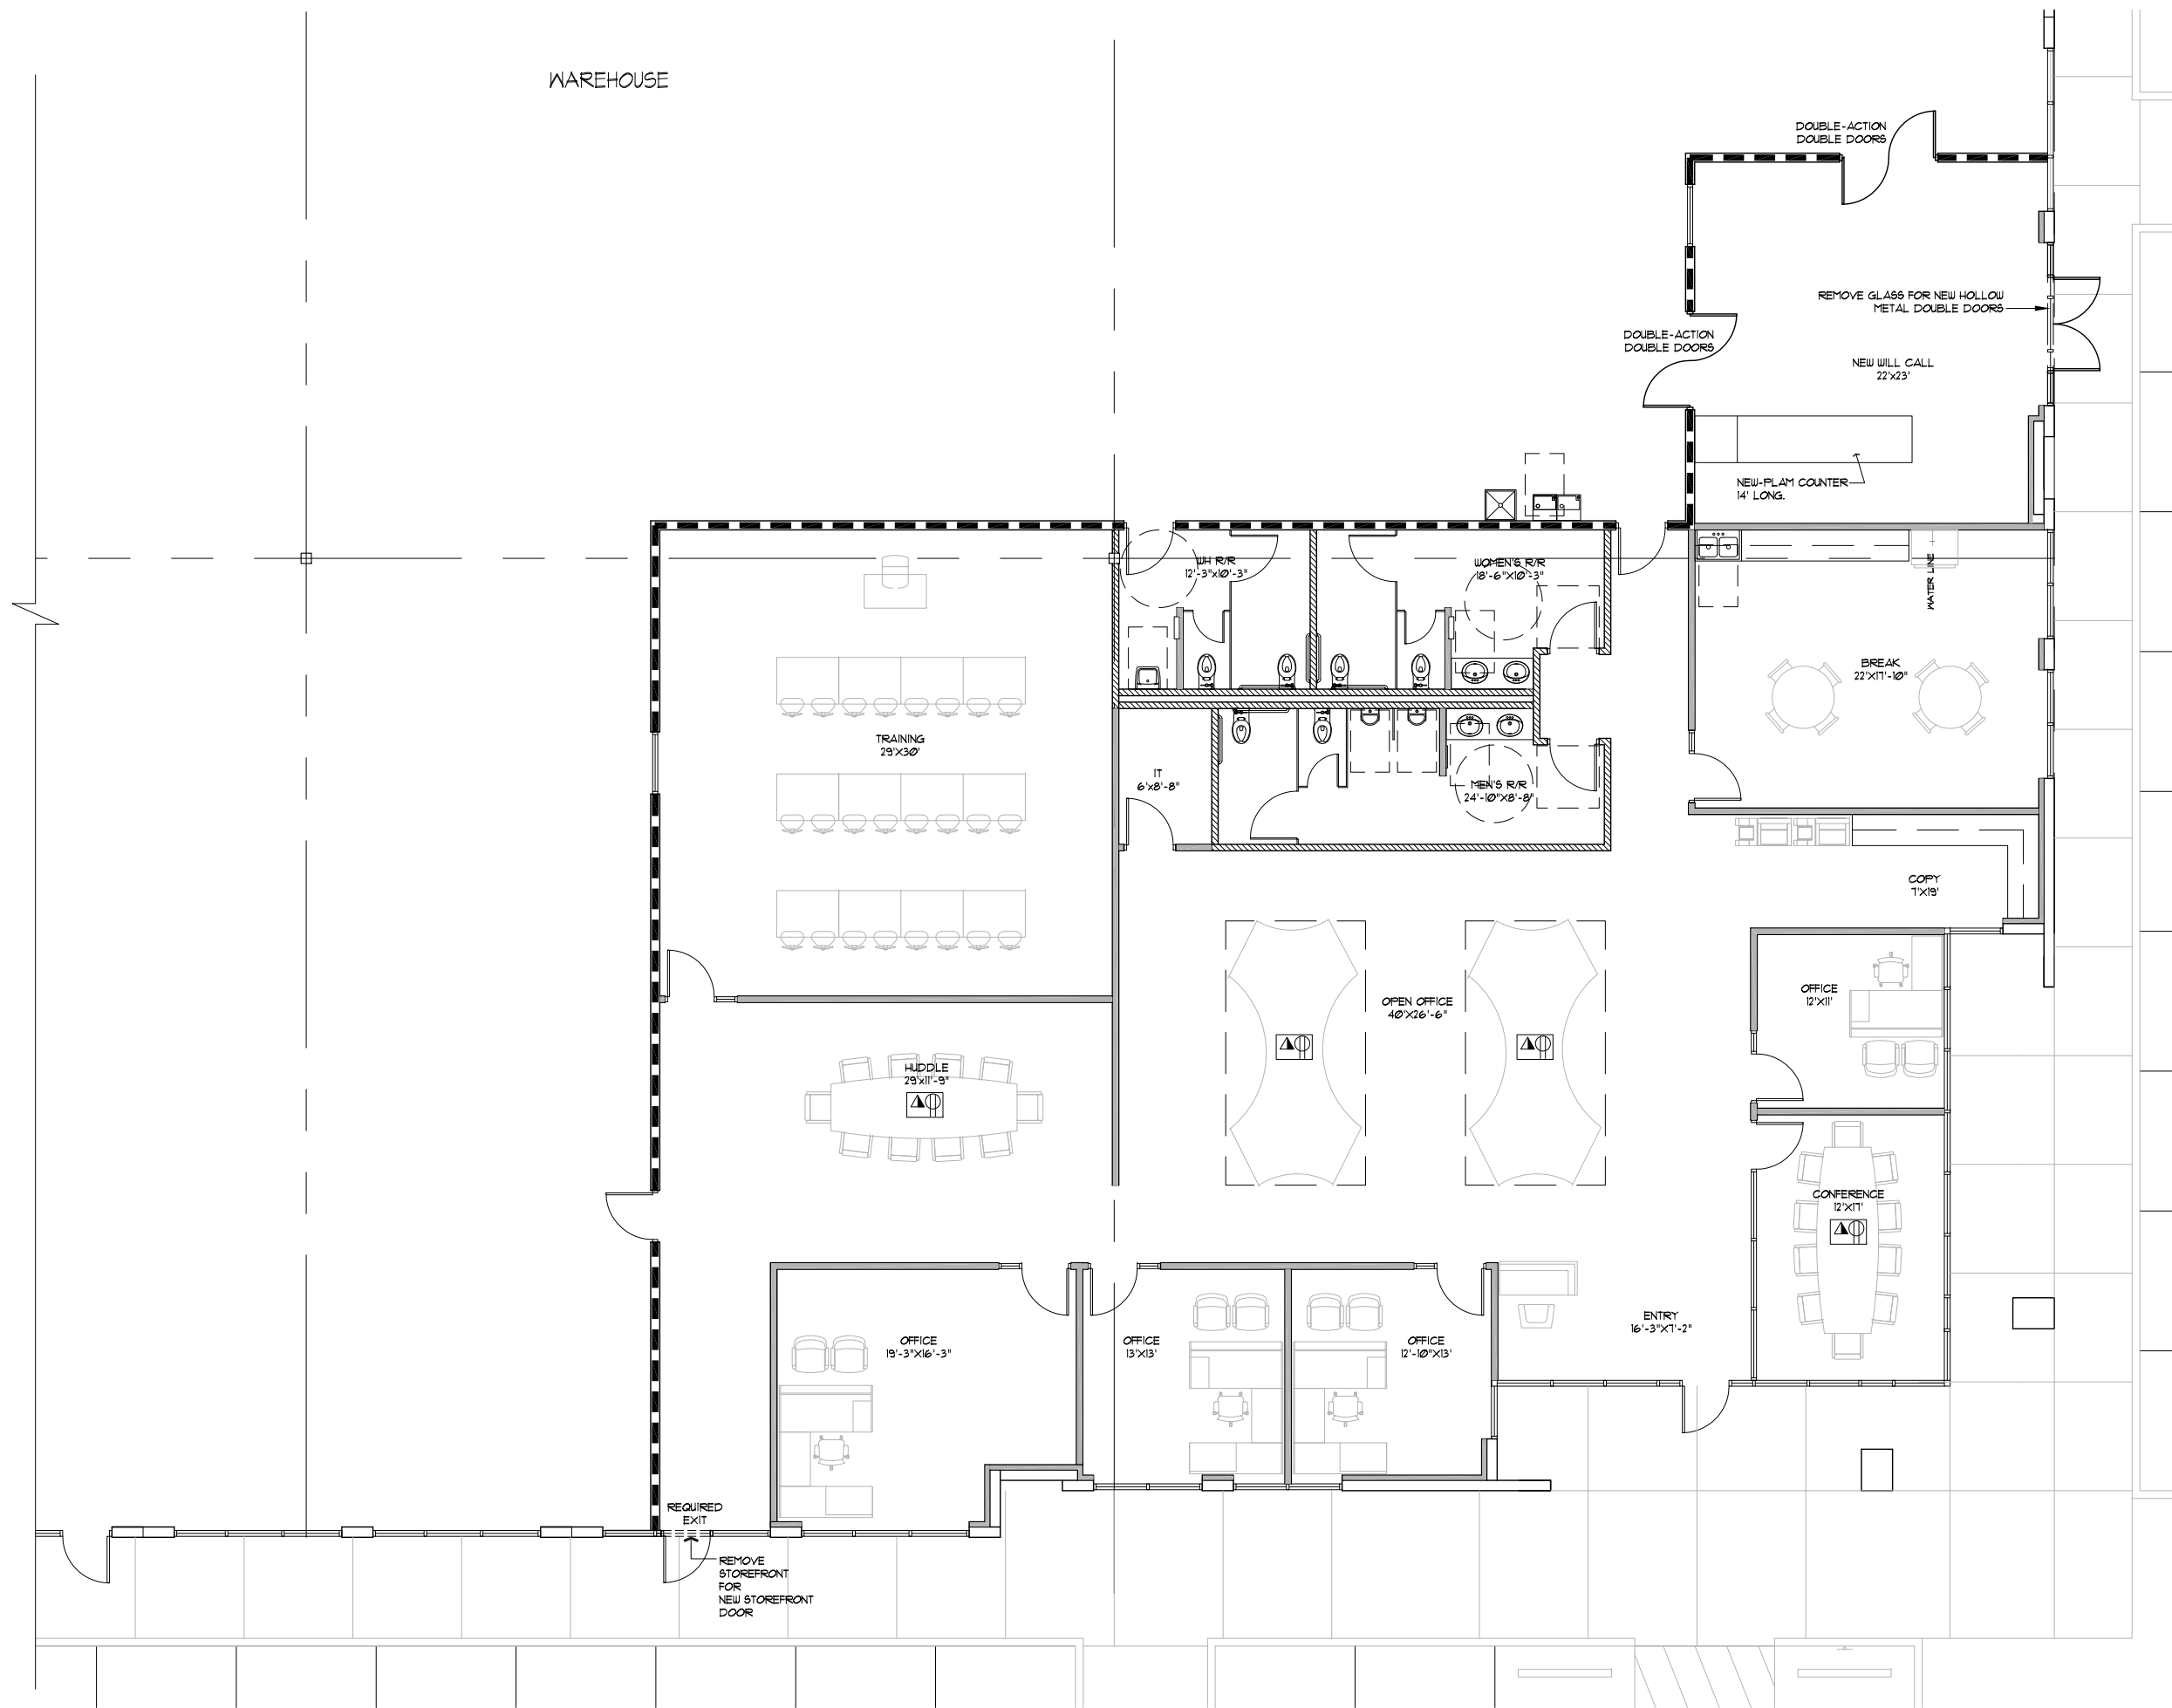 WAREHOUSE
DOUBLE-ACTION
DOUBLE DOORS
REMOVE GLASS FOR NEW HOLLOW
METAL DOUBLE DOORS
DOUBLE-ACTION
DOUBLE DOORS
NEW WILL CALL
22'x23'
NEW-PLAM COUNTER
14' LONG.
WH R/R
12'-3"x10'-3"
WOMEN'S R/R
18'-6"X10'-3"
WATER LINE
BREAK
22'X17'-10"
TRAINING
29'X30'
IT
6'x8'-8"
MEN'S R/R
24'-10"X8'-8"
COPY
7'X19'
OFFICE
12'X11'
OPEN OFFICE
40'X26'-6"
HUDDLE
29'x11'-9"
CONFERENCE
12'X17'
ENTRY
16'-3"X7'-2"
OFFICE
19'-3"X16'-3"
OFFICE
13'X13'
OFFICE
12'-10"X13'
REQUIRED
EXIT
REMOVE
STOREFRONT
FOR
NEW STOREFRONT
DOOR